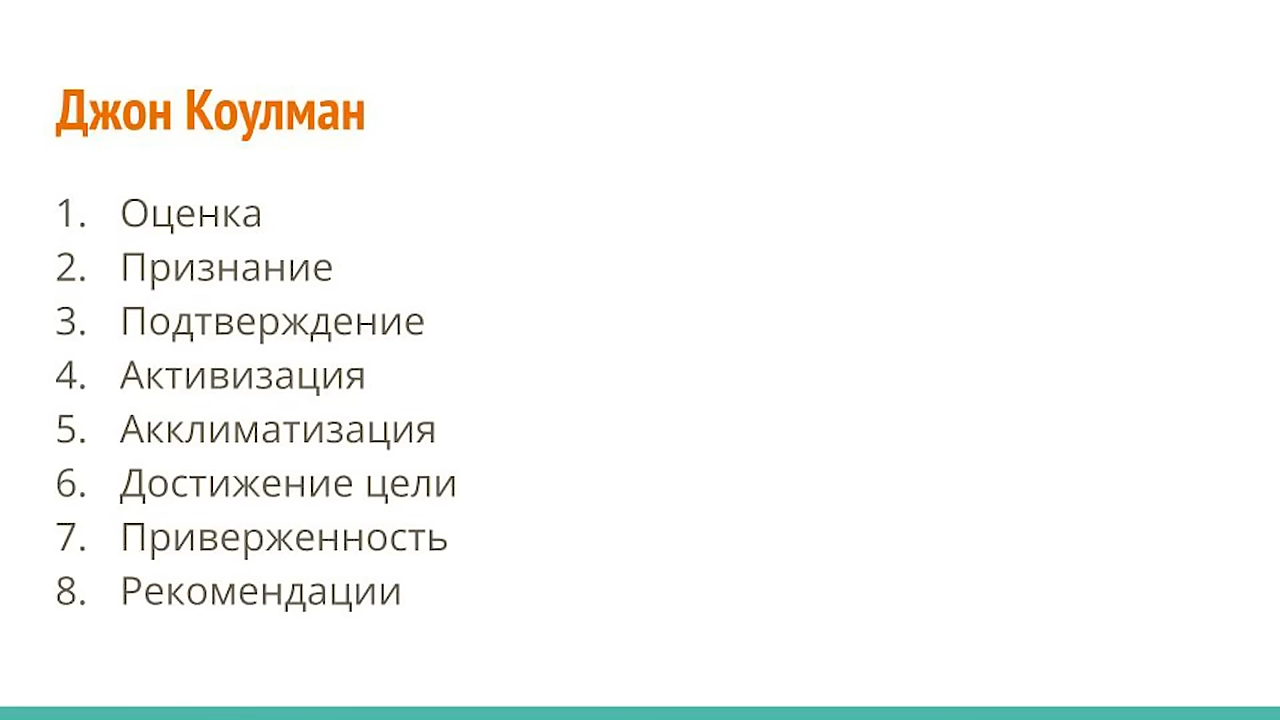 Джон Коулман
1. Оценка
2. Признание
3. Подтверждение
4. Активизация
5. Акклиматизация
6. Достижение цели
7. Приверженность
8. Рекомендации